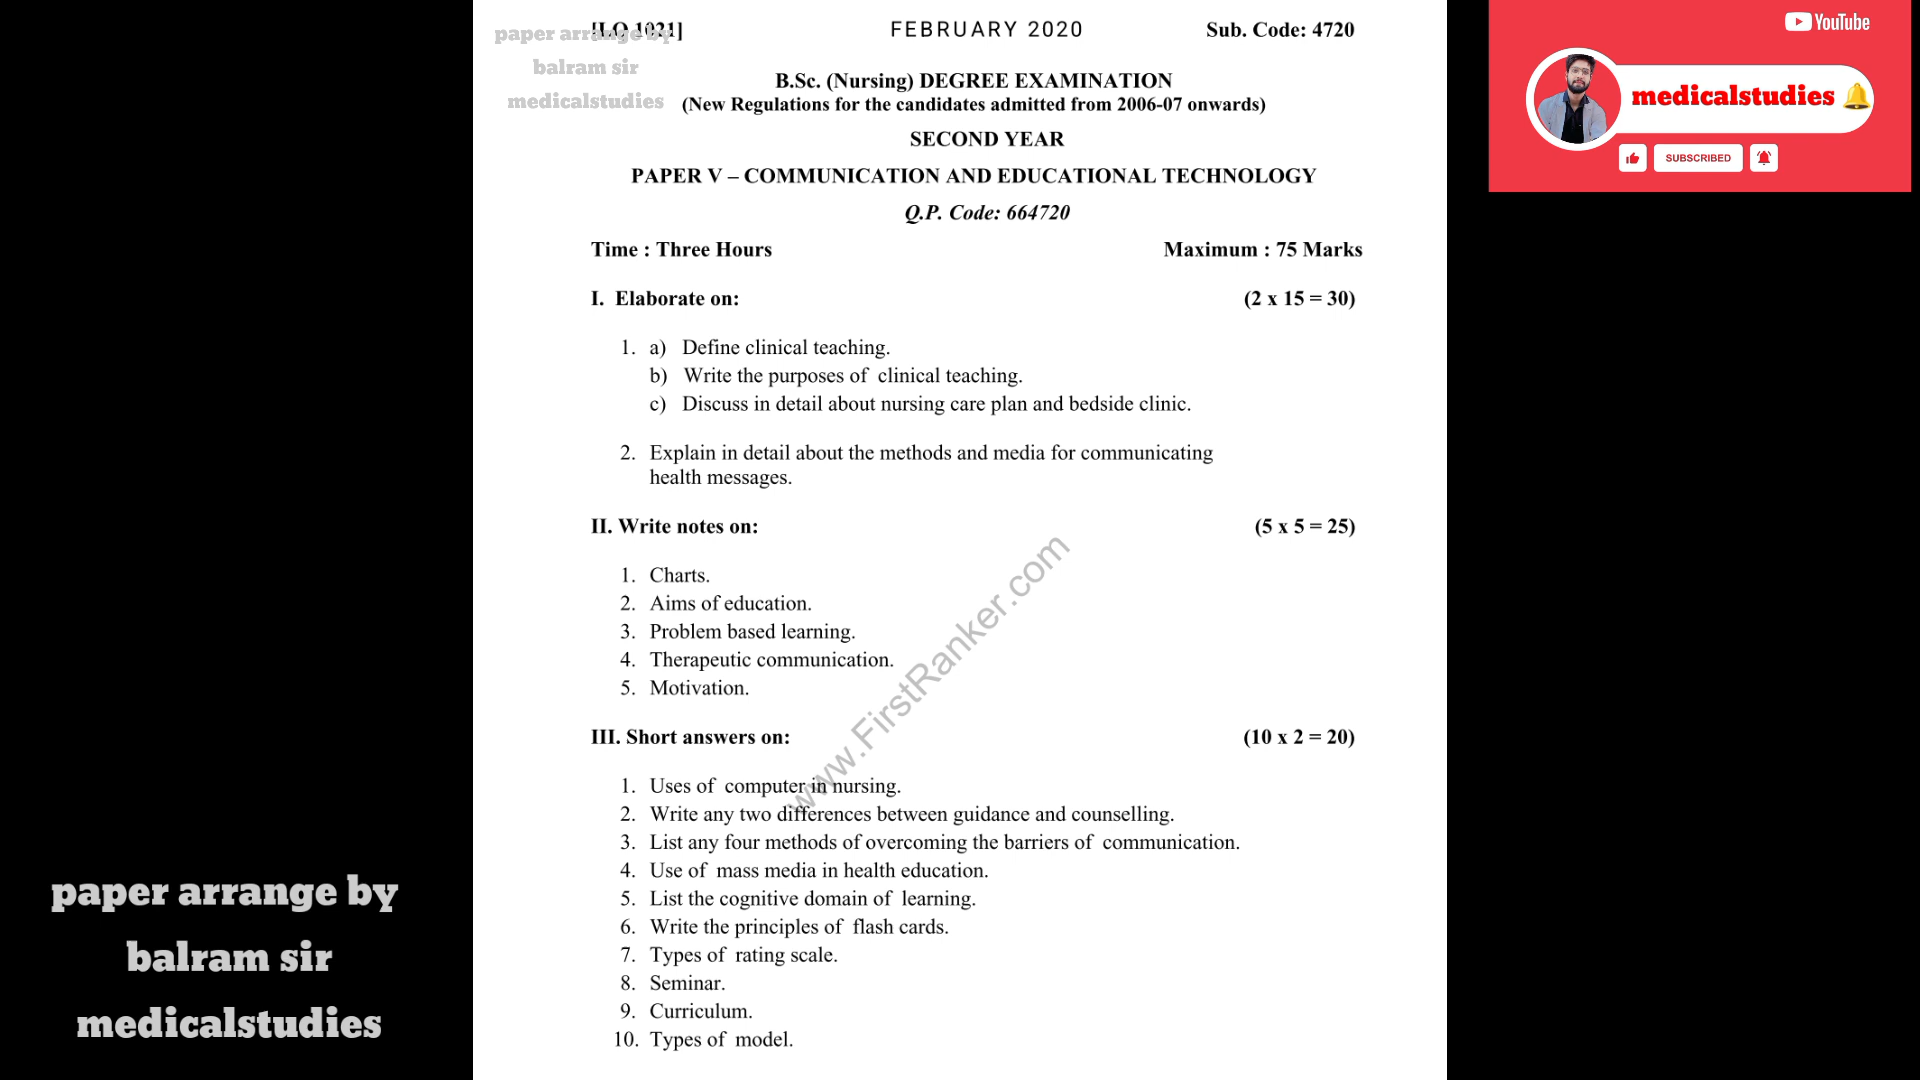 [LO 1021] FEBRUARY 2020 Sub. Code: 4720
paper arrange by
balram sir
medicalstudies
B.Sc. (Nursing) DEGREE EXAMINATION
(New Regulations for the candidates admitted from 2006-07 onwards)
SECOND YEAR
PAPER V – COMMUNICATION AND EDUCATIONAL TECHNOLOGY
Q.P. Code: 664720
Time : Three Hours Maximum : 75 Marks
I. Elaborate on: (2 x 15 = 30)
1. a) Define clinical teaching.
b) Write the purposes of clinical teaching.
c) Discuss in detail about nursing care plan and bedside clinic.
2. Explain in detail about the methods and media for communicating
health messages.
II. Write notes on: (5 x 5 = 25)
1. Charts.
2. Aims of education.
3. Problem based learning.
4. Therapeutic communication.
5. Motivation.
III. Short answers on: (10 x 2 = 20)
1. Uses of computer in nursing.
2. Write any two differences between guidance and counselling.
3. List any four methods of overcoming the barriers of communication.
4. Use of mass media in health education.
5. List the cognitive domain of learning.
6. Write the principles of flash cards.
7. Types of rating scale.
8. Seminar.
9. Curriculum.
10. Types of model.
www.FirstRanker.com
YouTube
medicalstudies
SUBSCRIBED
paper arrange by
balram sir
medicalstudies